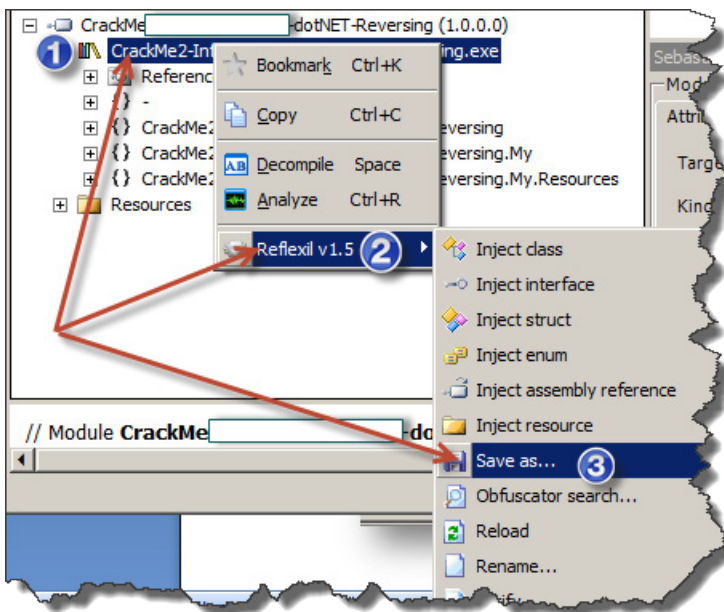 CrackMe -dotNET-Reversing (1.0.0.0)
1 CrackMe2-Inf ing.exe
Bookmark Ctrl+K
Sebas
Mod
Referenc
{} -
Copy Ctrl+C
Attri
{} CrackMe2 eversing
{} CrackMe2 eversing.My
AB Decompile Space
Targe
{} CrackMe2 eversing.My.Resources
Analyze Ctrl+R
Resources
Kind
Reflexil v1.5 2
Inject class
Inject interface
Inject struct
Inject enum
Inject assembly reference
Inject resource
// Module CrackMe -do
Save as... 3
Obfuscator search...
Reload
Rename...